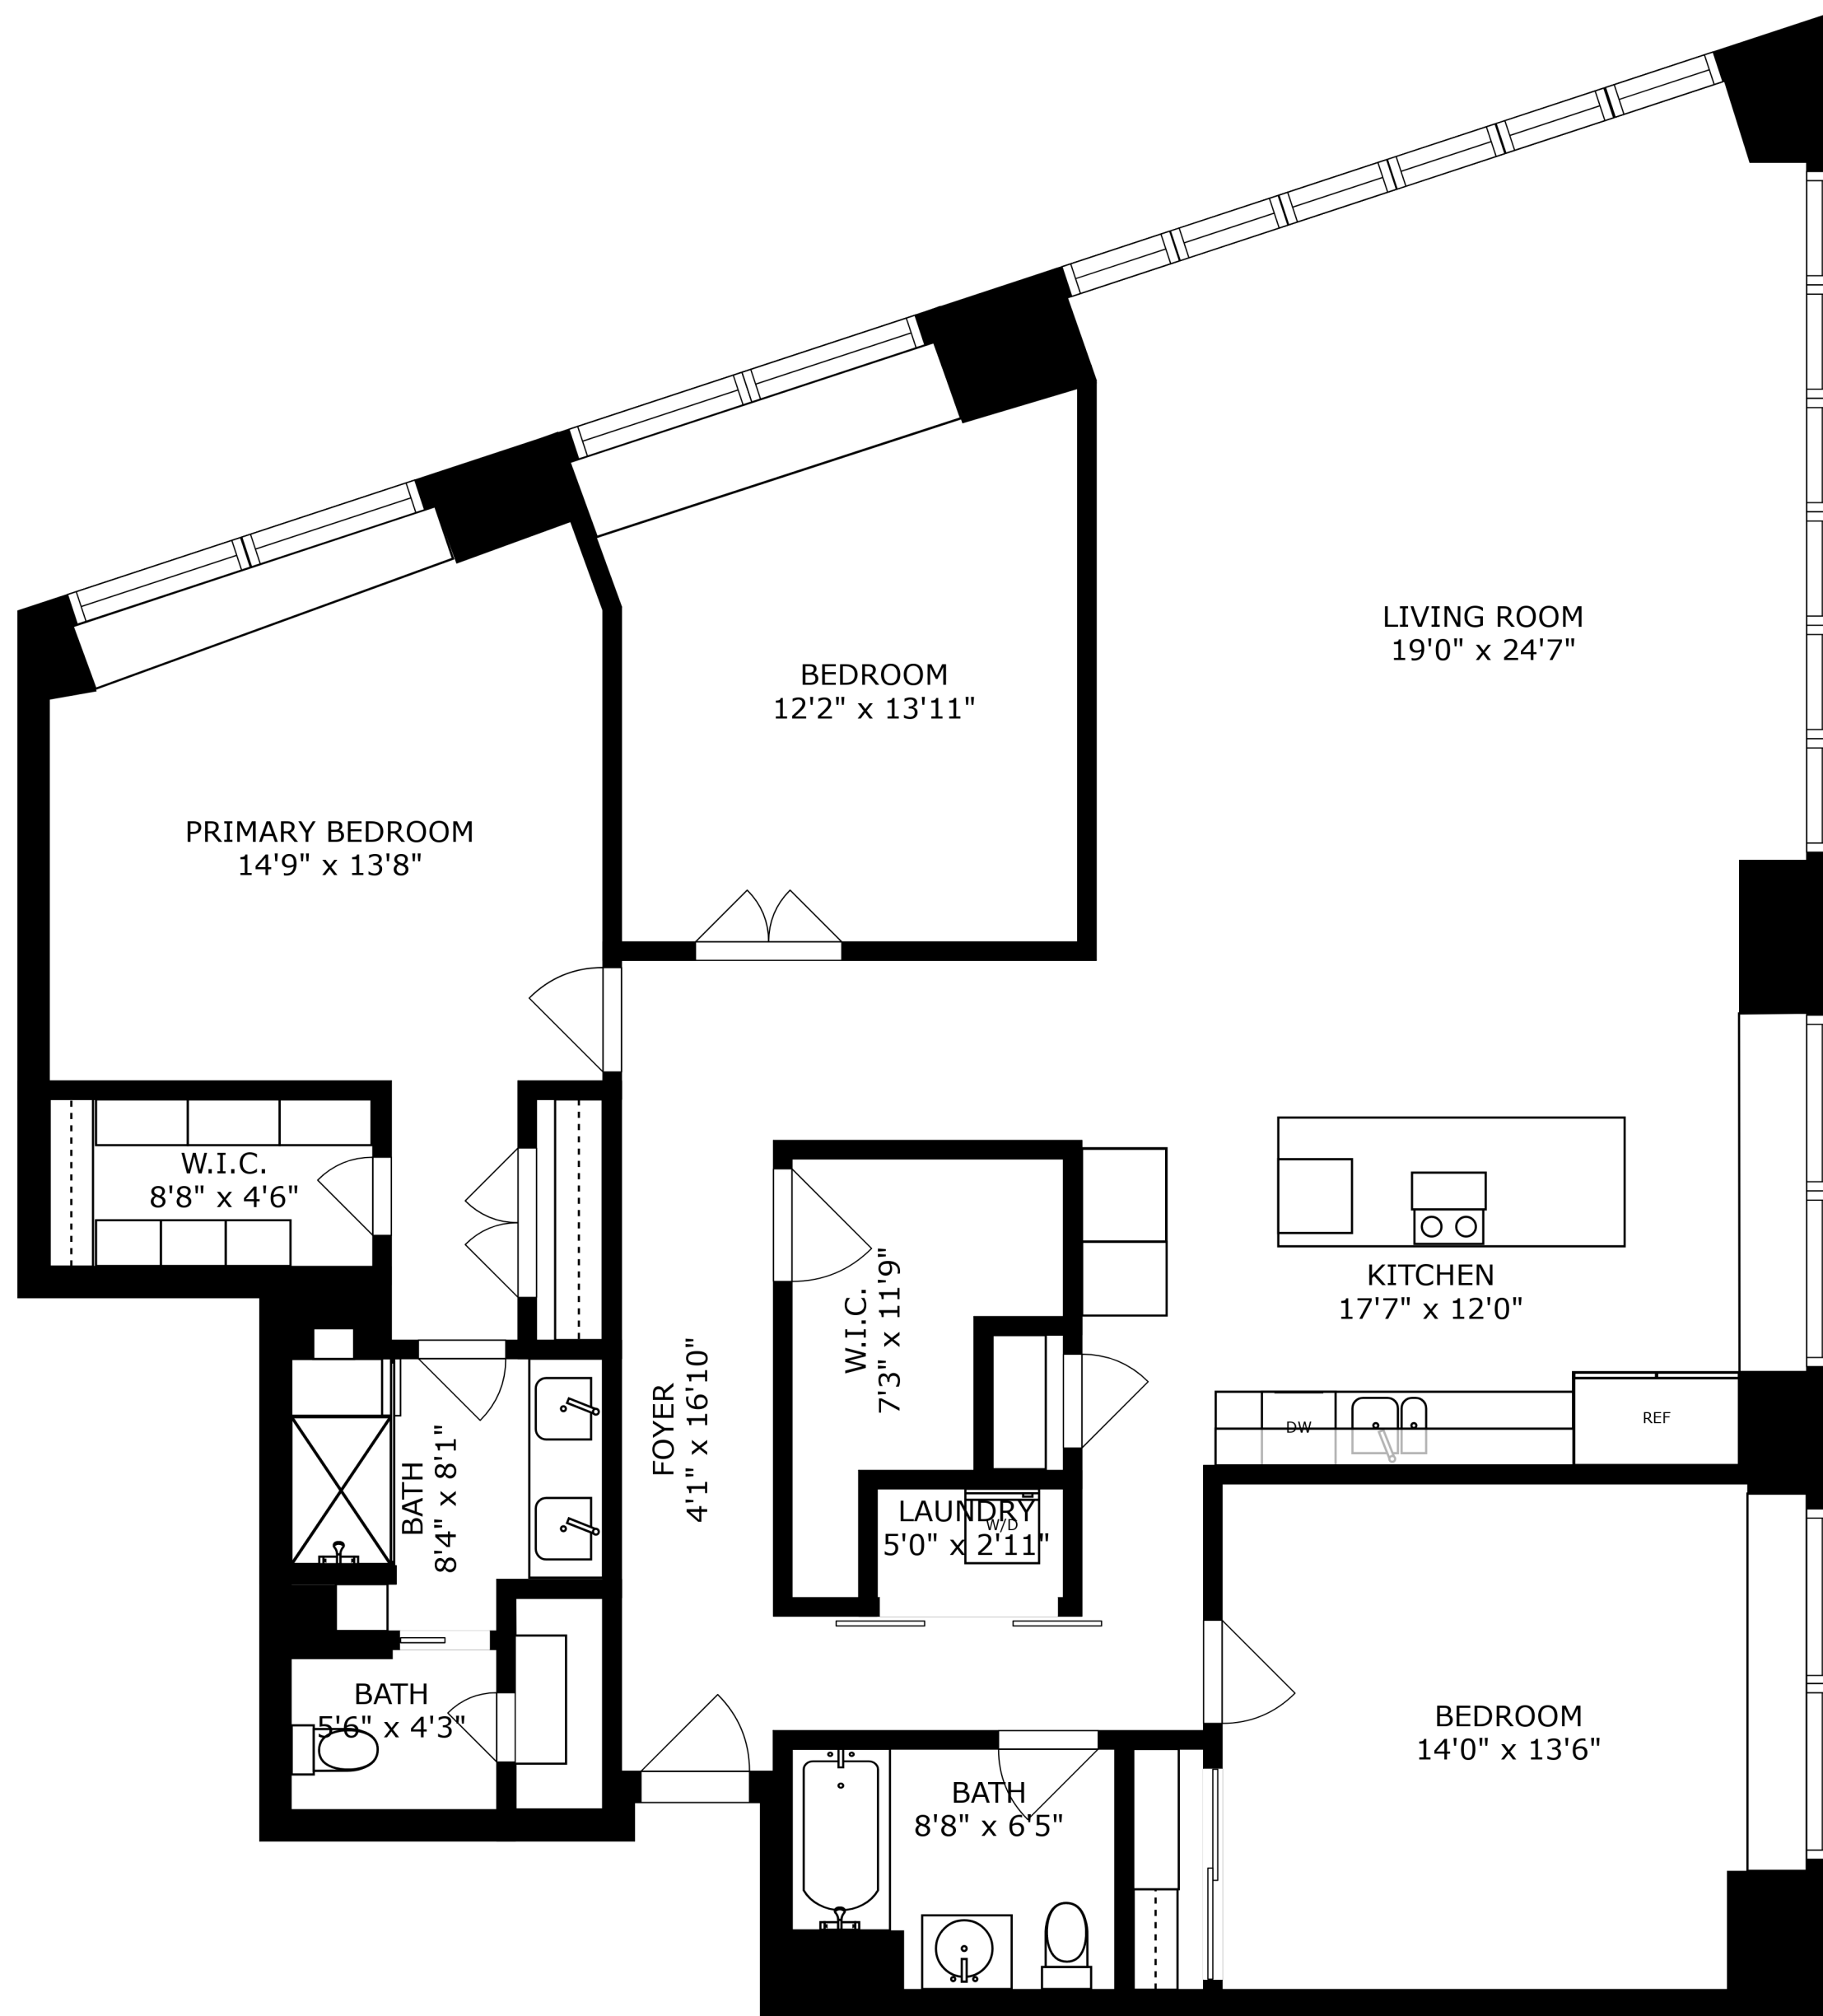 LIVING ROOM
19'0" x 24'7"
BEDROOM
12'2" x 13'11"
PRIMARY BEDROOM
14'9" x 13'8"
W.I.C.
8'8" x 4'6"
W.I.C.
7'3" x 11'9"
KITCHEN
17'7" x 12'0"
FOYER
4'1" x 16'10"
DW
REF
BATH
8'4" x 8'1"
LAUNDRY
W/D
5'0" x 2'11"
BATH
5'6" x 4'3"
BEDROOM
14'0" x 13'6"
BATH
8'8" x 6'5"